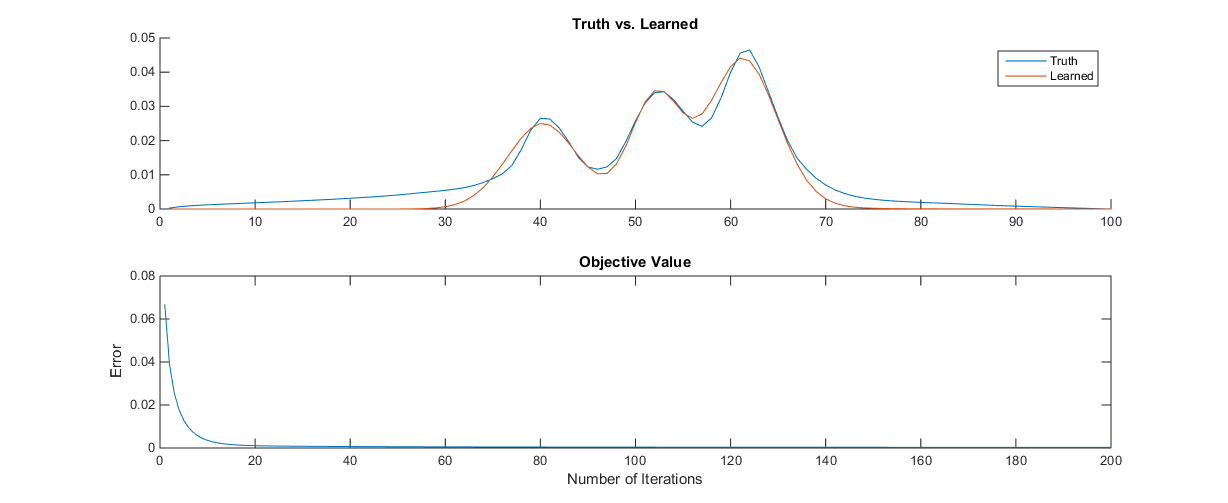 Truth vs. Learned
0.05
0.04
0.03
0.02
0.01
0
0 10 20 30 40 50 60 70 80 90 100
Truth
Learned
Objective Value
0.08
0.06
0.04
0.02
0
Error
0 20 40 60 80 100 120 140 160 180 200
Number of Iterations